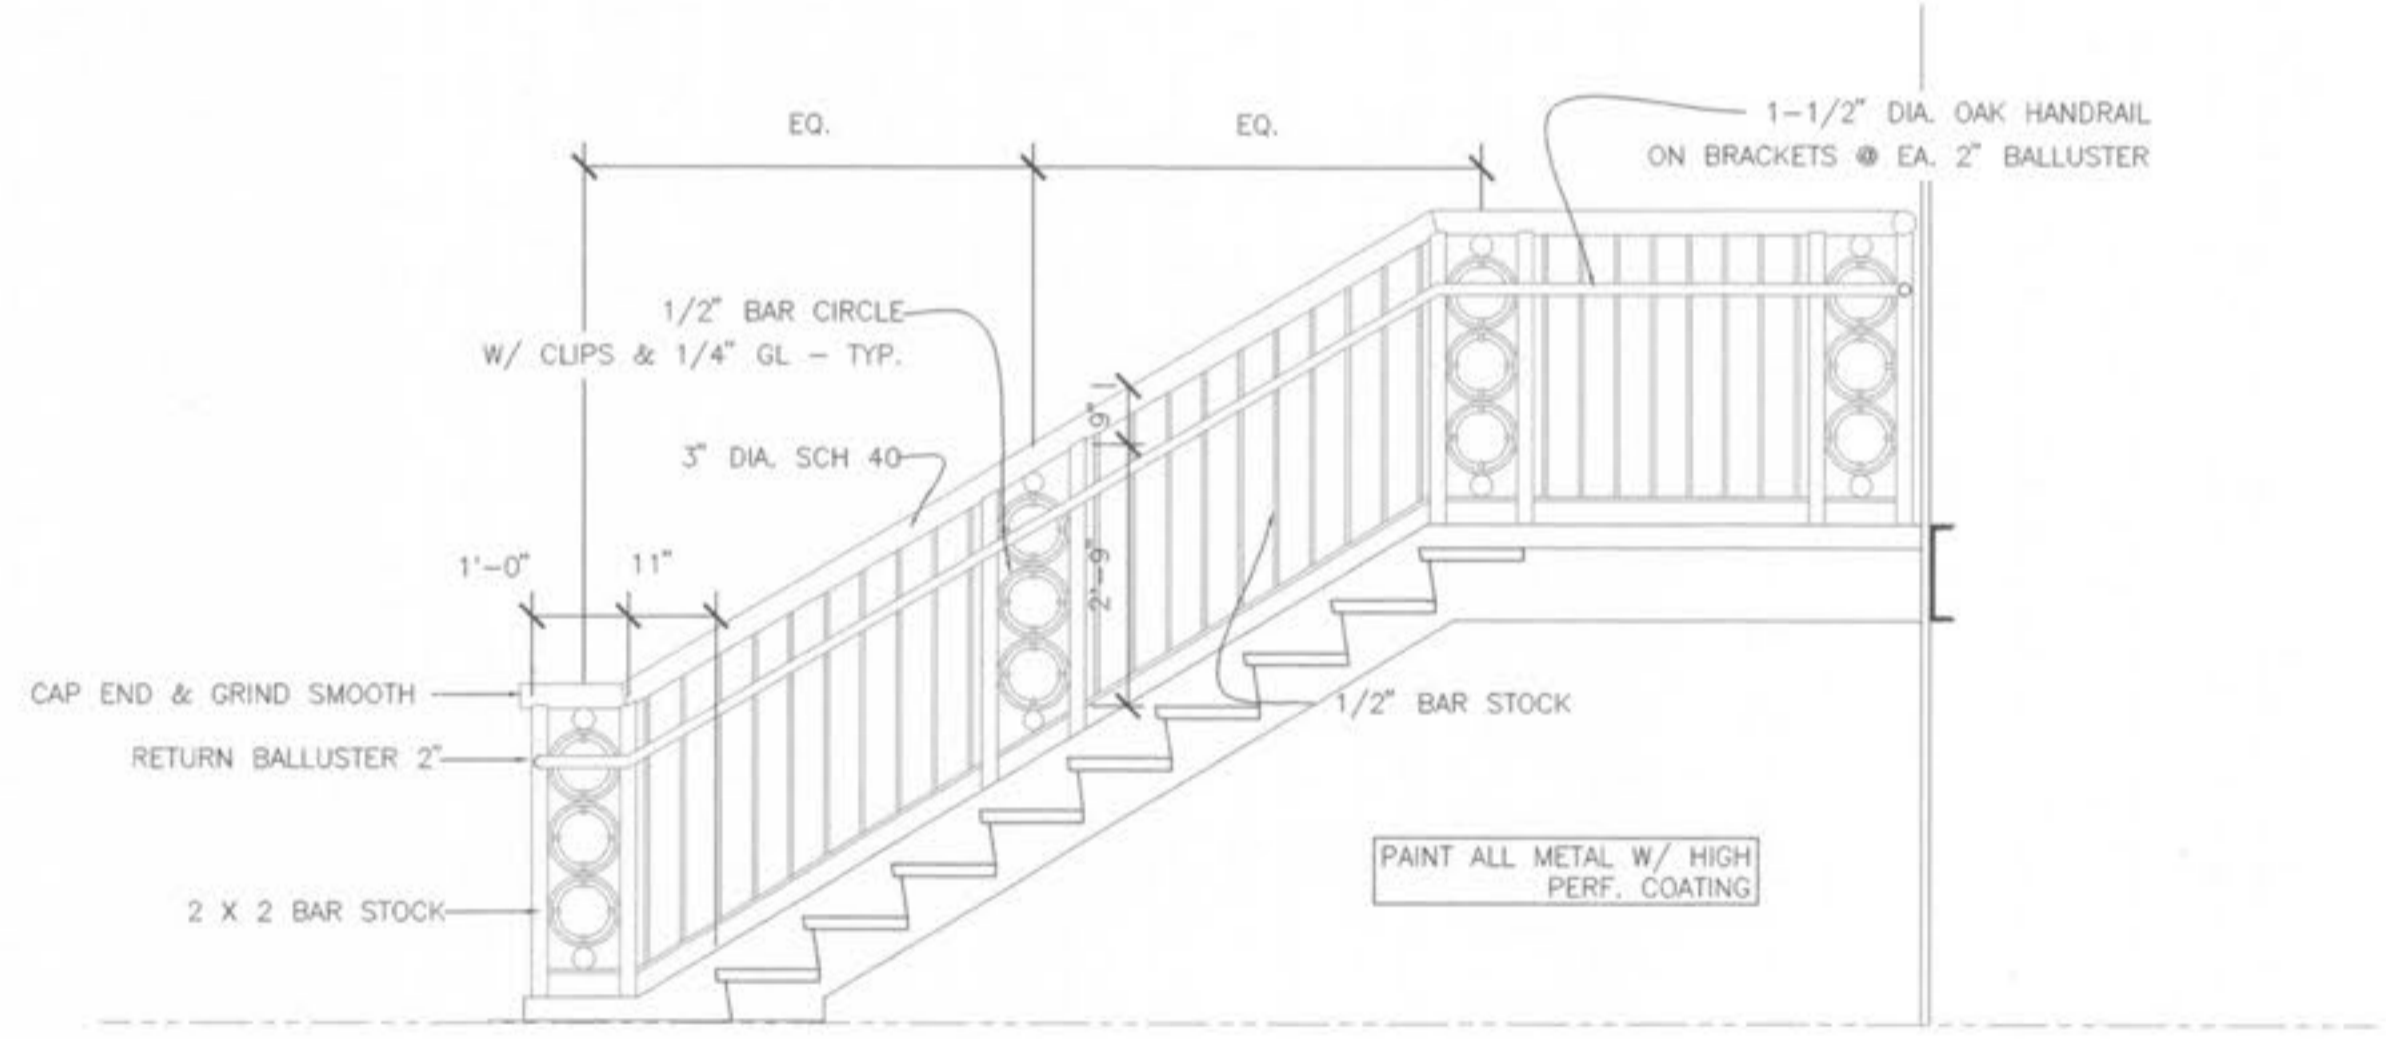 EQ.
EQ.
1-1/2" DIA. OAK HANDRAIL
ON BRACKETS @ EA. 2" BALLUSTER
1/2" BAR CIRCLE
W/ CLIPS & 1/4" GL - TYP.
9"
3" DIA. SCH 40
1'-0"
11"
2'-9"
CAP END & GRIND SMOOTH
1/2" BAR STOCK
RETURN BALLUSTER 2"
PAINT ALL METAL W/ HIGH
PERF. COATING
2 X 2 BAR STOCK